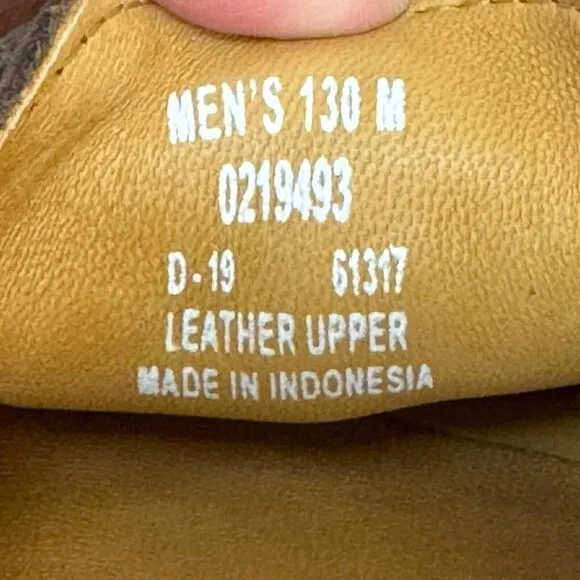 MEN'S 130 M
0219493
D-19 61317
LEATHER UPPER
MADE IN INDONESIA